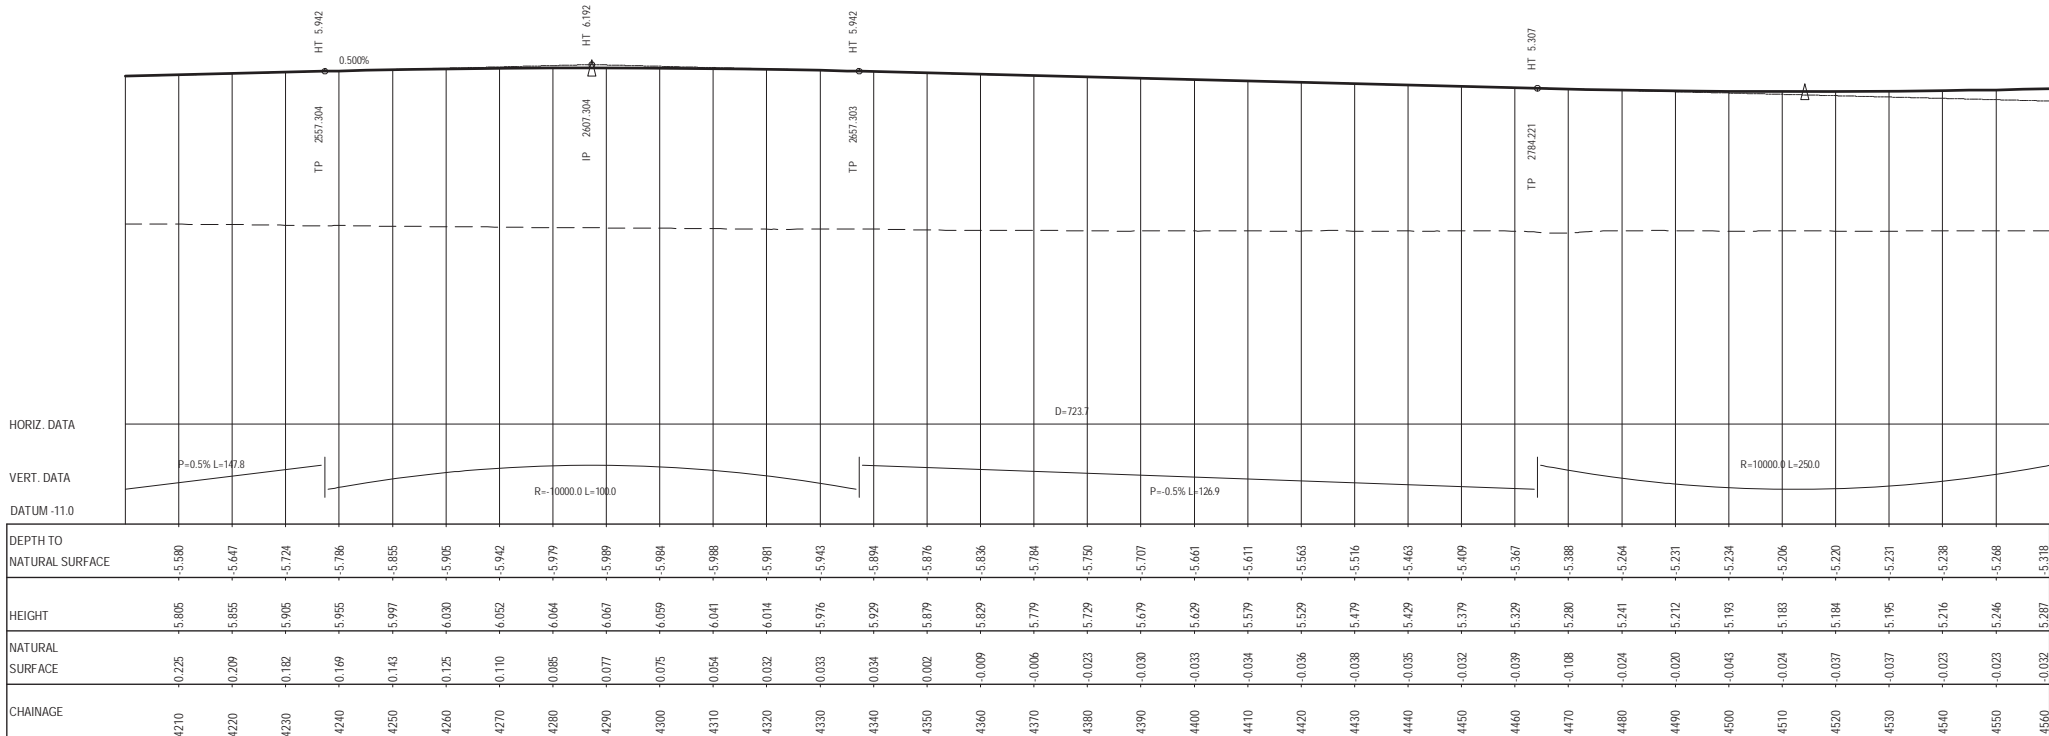 HT 5.942
HT 6.192
HT 5.942
HT 5.307
0.500%
TP 2557.304
IP 2607.304
TP 2657.303
TP 2784.221
HORIZ. DATA
D=723.7
VERT. DATA
P=0.5% L=147.8
R=-10000.0 L=100.0
P=-0.5% L=126.9
R=10000.0 L=250.0
DATUM -11.0
DEPTH TO
NATURAL SURFACE
-5.580 -5.647 -5.724 -5.786 -5.855 -5.905 -5.942 -5.979 -5.989 -5.984 -5.988 -5.981 -5.943 -5.894 -5.876 -5.836 -5.784 -5.750 -5.707 -5.661 -5.611 -5.563 -5.516 -5.463 -5.409 -5.367 -5.388 -5.264 -5.231 -5.234 -5.206 -5.220 -5.231 -5.238 -5.268 -5.318
HEIGHT
5.805 5.855 5.905 5.955 5.997 6.030 6.052 6.064 6.067 6.059 6.041 6.014 5.976 5.929 5.879 5.829 5.779 5.729 5.679 5.629 5.579 5.529 5.479 5.429 5.379 5.329 5.280 5.241 5.212 5.193 5.183 5.184 5.195 5.216 5.246 5.287
NATURAL
SURFACE
0.225 0.209 0.182 0.169 0.143 0.125 0.110 0.085 0.077 0.075 0.054 0.032 0.033 0.034 0.002 -0.009 -0.006 -0.023 -0.030 -0.033 -0.034 -0.036 -0.038 -0.035 -0.032 -0.039 -0.108 -0.024 -0.020 -0.043 -0.024 -0.037 -0.037 -0.023 -0.023 -0.032
CHAINAGE
4210 4220 4230 4240 4250 4260 4270 4280 4290 4300 4310 4320 4330 4340 4350 4360 4370 4380 4390 4400 4410 4420 4430 4440 4450 4460 4470 4480 4490 4500 4510 4520 4530 4540 4550 4560